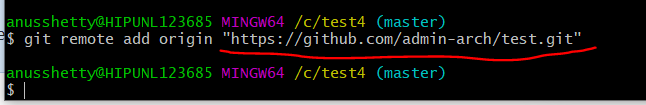 anusshetty@HIPUNL123685 MINGW64 /c/test4 (master)
$ git remote add origin "https://github.com/admin-arch/test.git"
anusshetty@HIPUNL123685 MINGW64 /c/test4 (master)
$